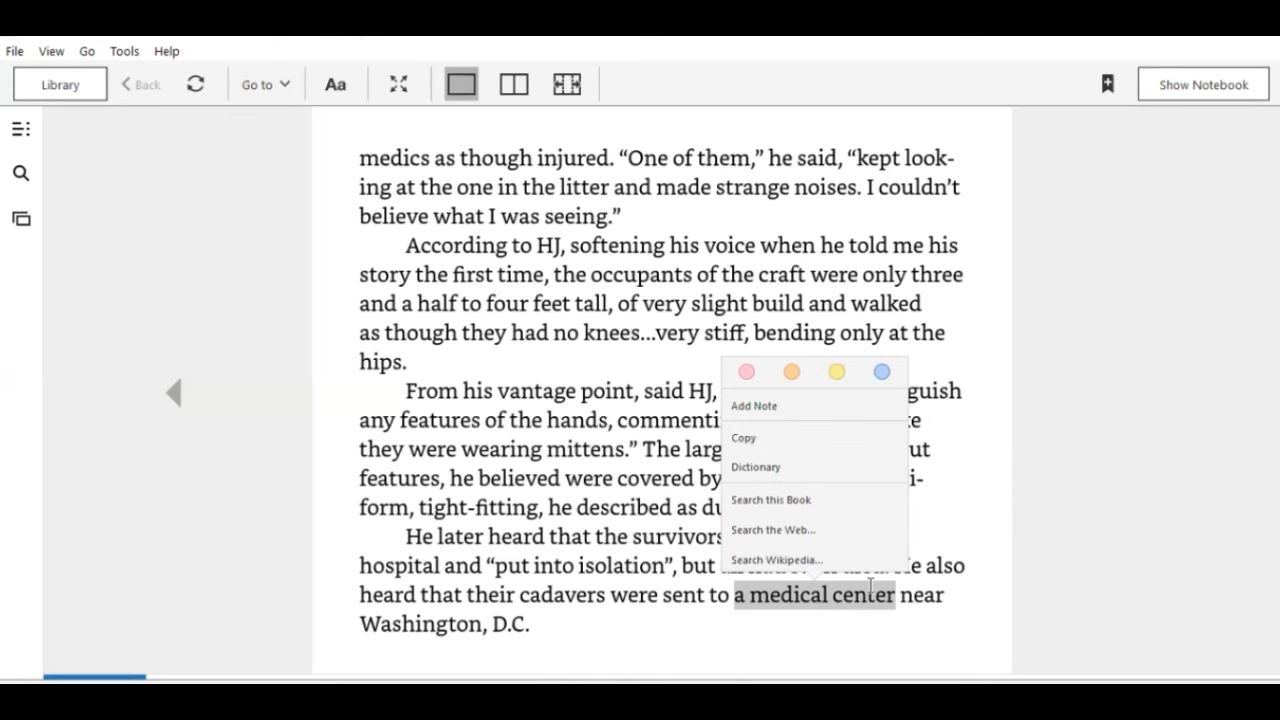 File View Go Tools Help
Library Back Go to Aa Show Notebook
medics as though injured. “One of them,” he said, “kept look-
ing at the one in the litter and made strange noises. I couldn’t
believe what I was seeing.”
According to HJ, softening his voice when he told me his
story the first time, the occupants of the craft were only three
and a half to four feet tall, of very slight build and walked
as though they had no knees...very stiff, bending only at the
hips.
From his vantage point, said HJ, guish
any features of the hands, commenti
they were wearing mittens.” The larg ut
features, he believed were covered by i-
form, tight-fitting, he described as du
He later heard that the survivors
hospital and “put into isolation”, but He also
heard that their cadavers were sent to a medical center near
Washington, D.C.
Add Note
Copy
Dictionary
Search this Book
Search the Web...
Search Wikipedia...